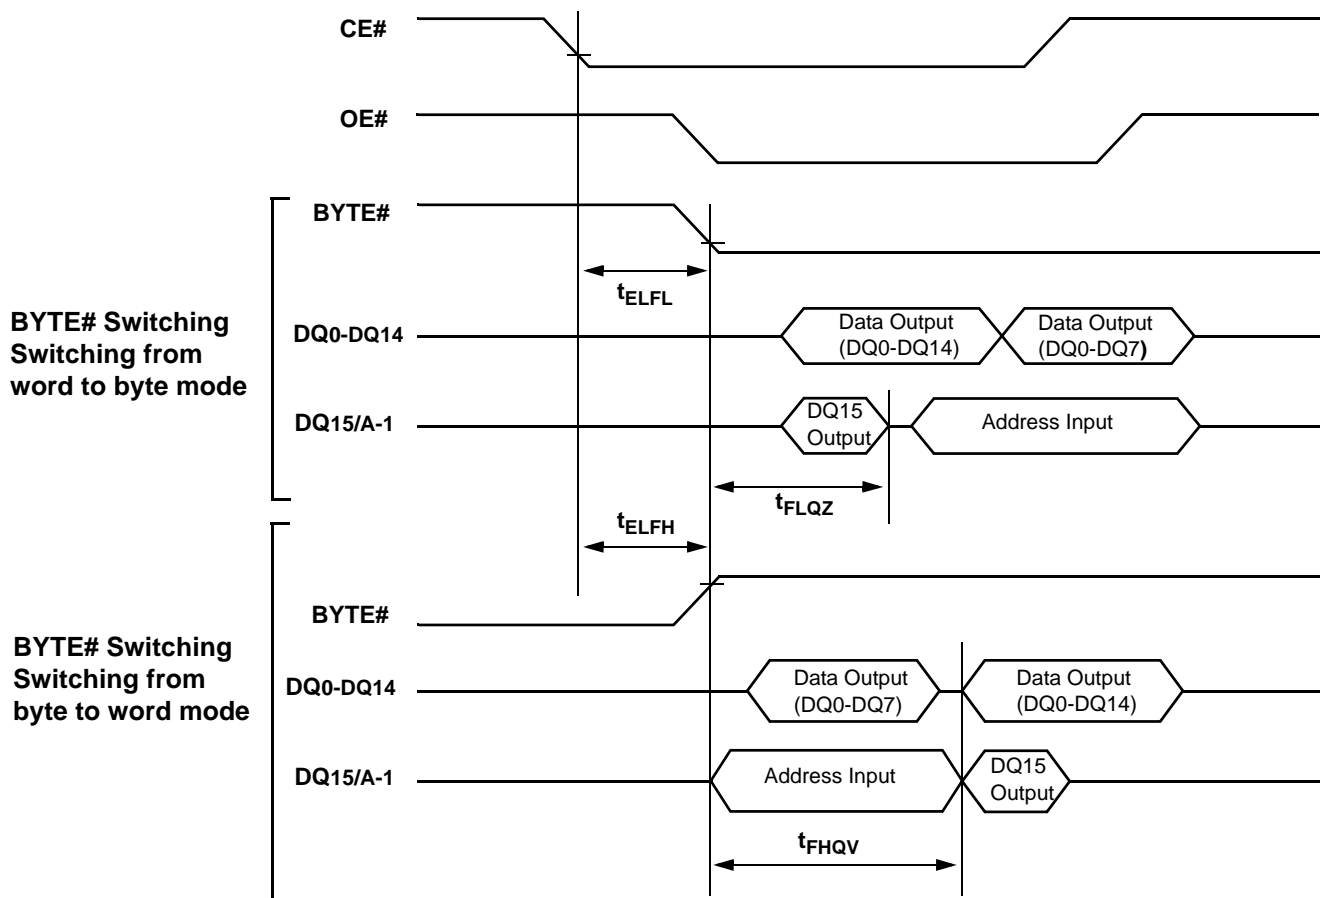 CE#
OE#
BYTE#
tELFL
BYTE# Switching
Switching from
word to byte mode
DQ0-DQ14
Data Output
(DQ0-DQ14)
Data Output
(DQ0-DQ7)
DQ15/A-1
DQ15
Output
Address Input
tFLQZ
tELFH
BYTE#
BYTE# Switching
Switching from
byte to word mode
DQ0-DQ14
Data Output
(DQ0-DQ7)
Data Output
(DQ0-DQ14)
DQ15/A-1
Address Input
DQ15
Output
tFHQV